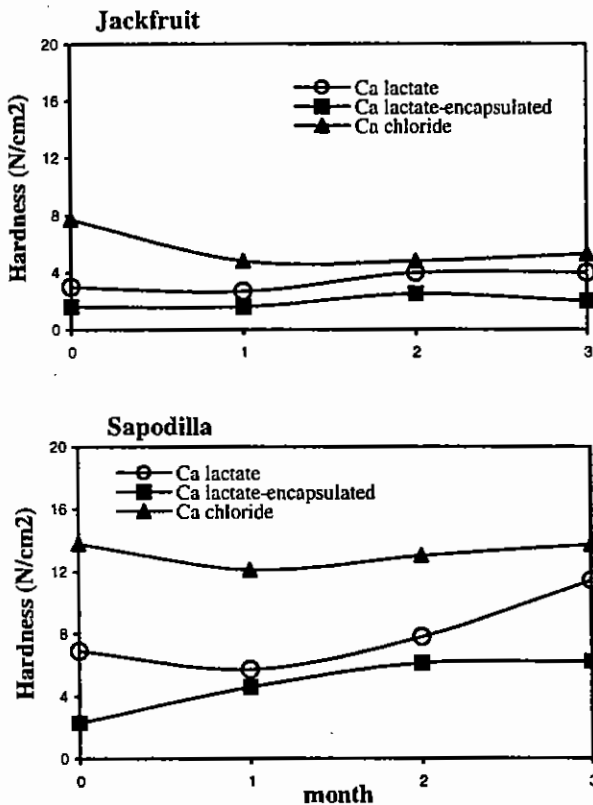 Jackfruit
20
16
12
8
4
0
Hardness (N/cm2)
Ca lactate
Ca lactate-encapsulated
Ca chloride
0 1 2 3
Sapodilla
20
16
12
8
4
0
Hardness (N/cm2)
Ca lactate
Ca lactate-encapsulated
Ca chloride
0 1 2 3
month